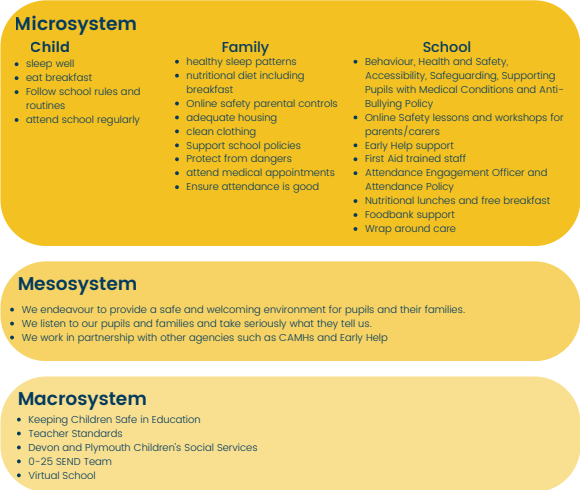 Microsystem
Child
• sleep well
• eat breakfast
• Follow school rules and
routines
• attend school regularly
Family
• healthy sleep patterns
• nutritional diet including
breakfast
• Online safety parental controls
• adequate housing
• clean clothing
• Support school policies
• Protect from dangers
• attend medical appointments
• Ensure attendance is good
School
• Behaviour, Health and Safety,
Accessibility, Safeguarding, Supporting
Pupils with Medical Conditions and Anti-
Bullying Policy
• Online Safety lessons and workshops for
parents/carers
• Early Help support
• First Aid trained staff
• Attendance Engagement Officer and
Attendance Policy
• Nutritional lunches and free breakfast
• Foodbank support
• Wrap around care
Mesosystem
• We endeavour to provide a safe and welcoming environment for pupils and their families.
• We listen to our pupils and families and take seriously what they tell us.
• We work in partnership with other agencies such as CAMHs and Early Help
Macrosystem
• Keeping Children Safe in Education
• Teacher Standards
• Devon and Plymouth Children's Social Services
• 0-25 SEND Team
• Virtual School